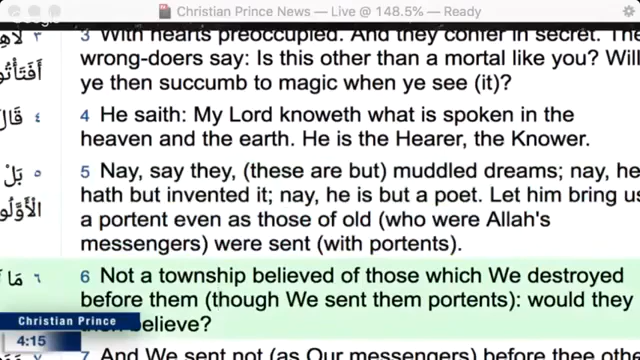 Christian Prince News — Live @ 148.5% — Ready
٣
3 With hearts preoccupied. And they confer in secret. The
wrong-doers say: Is this other than a mortal like you? Will
ye then succumb to magic when ye see (it)?
٤
4 He saith: My Lord knoweth what is spoken in the
heaven and the earth. He is the Hearer, the Knower.
بَلْ ٥
5 Nay, say they, (these are but) muddled dreams; nay, he
hath but invented it; nay, he is but a poet. Let him bring us
a portent even as those of old (who were Allah's
messengers) were sent (with portents).
٦
6 Not a township believed of those which We destroyed
before them (though We sent them portents): would they
believe?
Christian Prince
4:15
7 And We sent not (as Our messengers) before thee